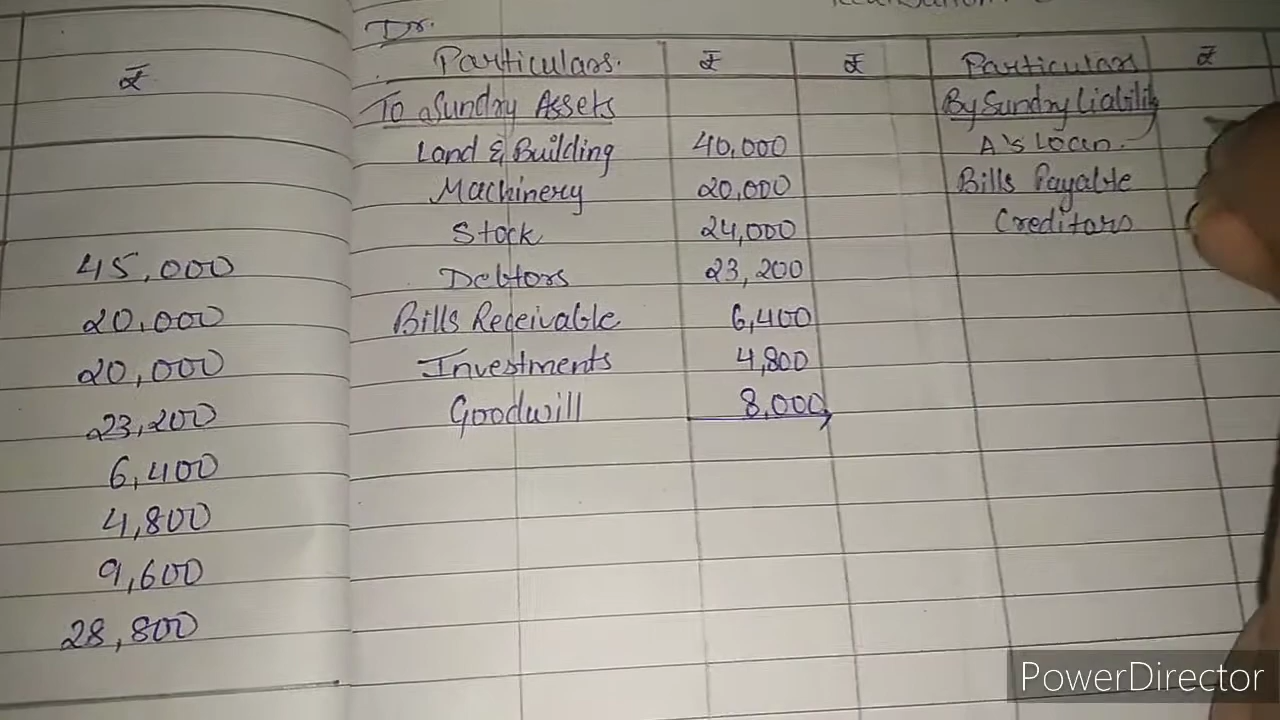 ₹
45,000
20,000
20,000
23,200
6,400
4,800
9,600
28,800
Dr.
Particulars. ₹ ₹ Particulars ₹
To Sundry Assets By Sundry Liability
Land & Building 40,000 A's Loan.
Machinery 20,000 Bills Payable
Stock 24,000 Creditors
Debtors 23,200
Bills Receivable 6,400
Investments 4,800
Goodwill 8,000
PowerDirector